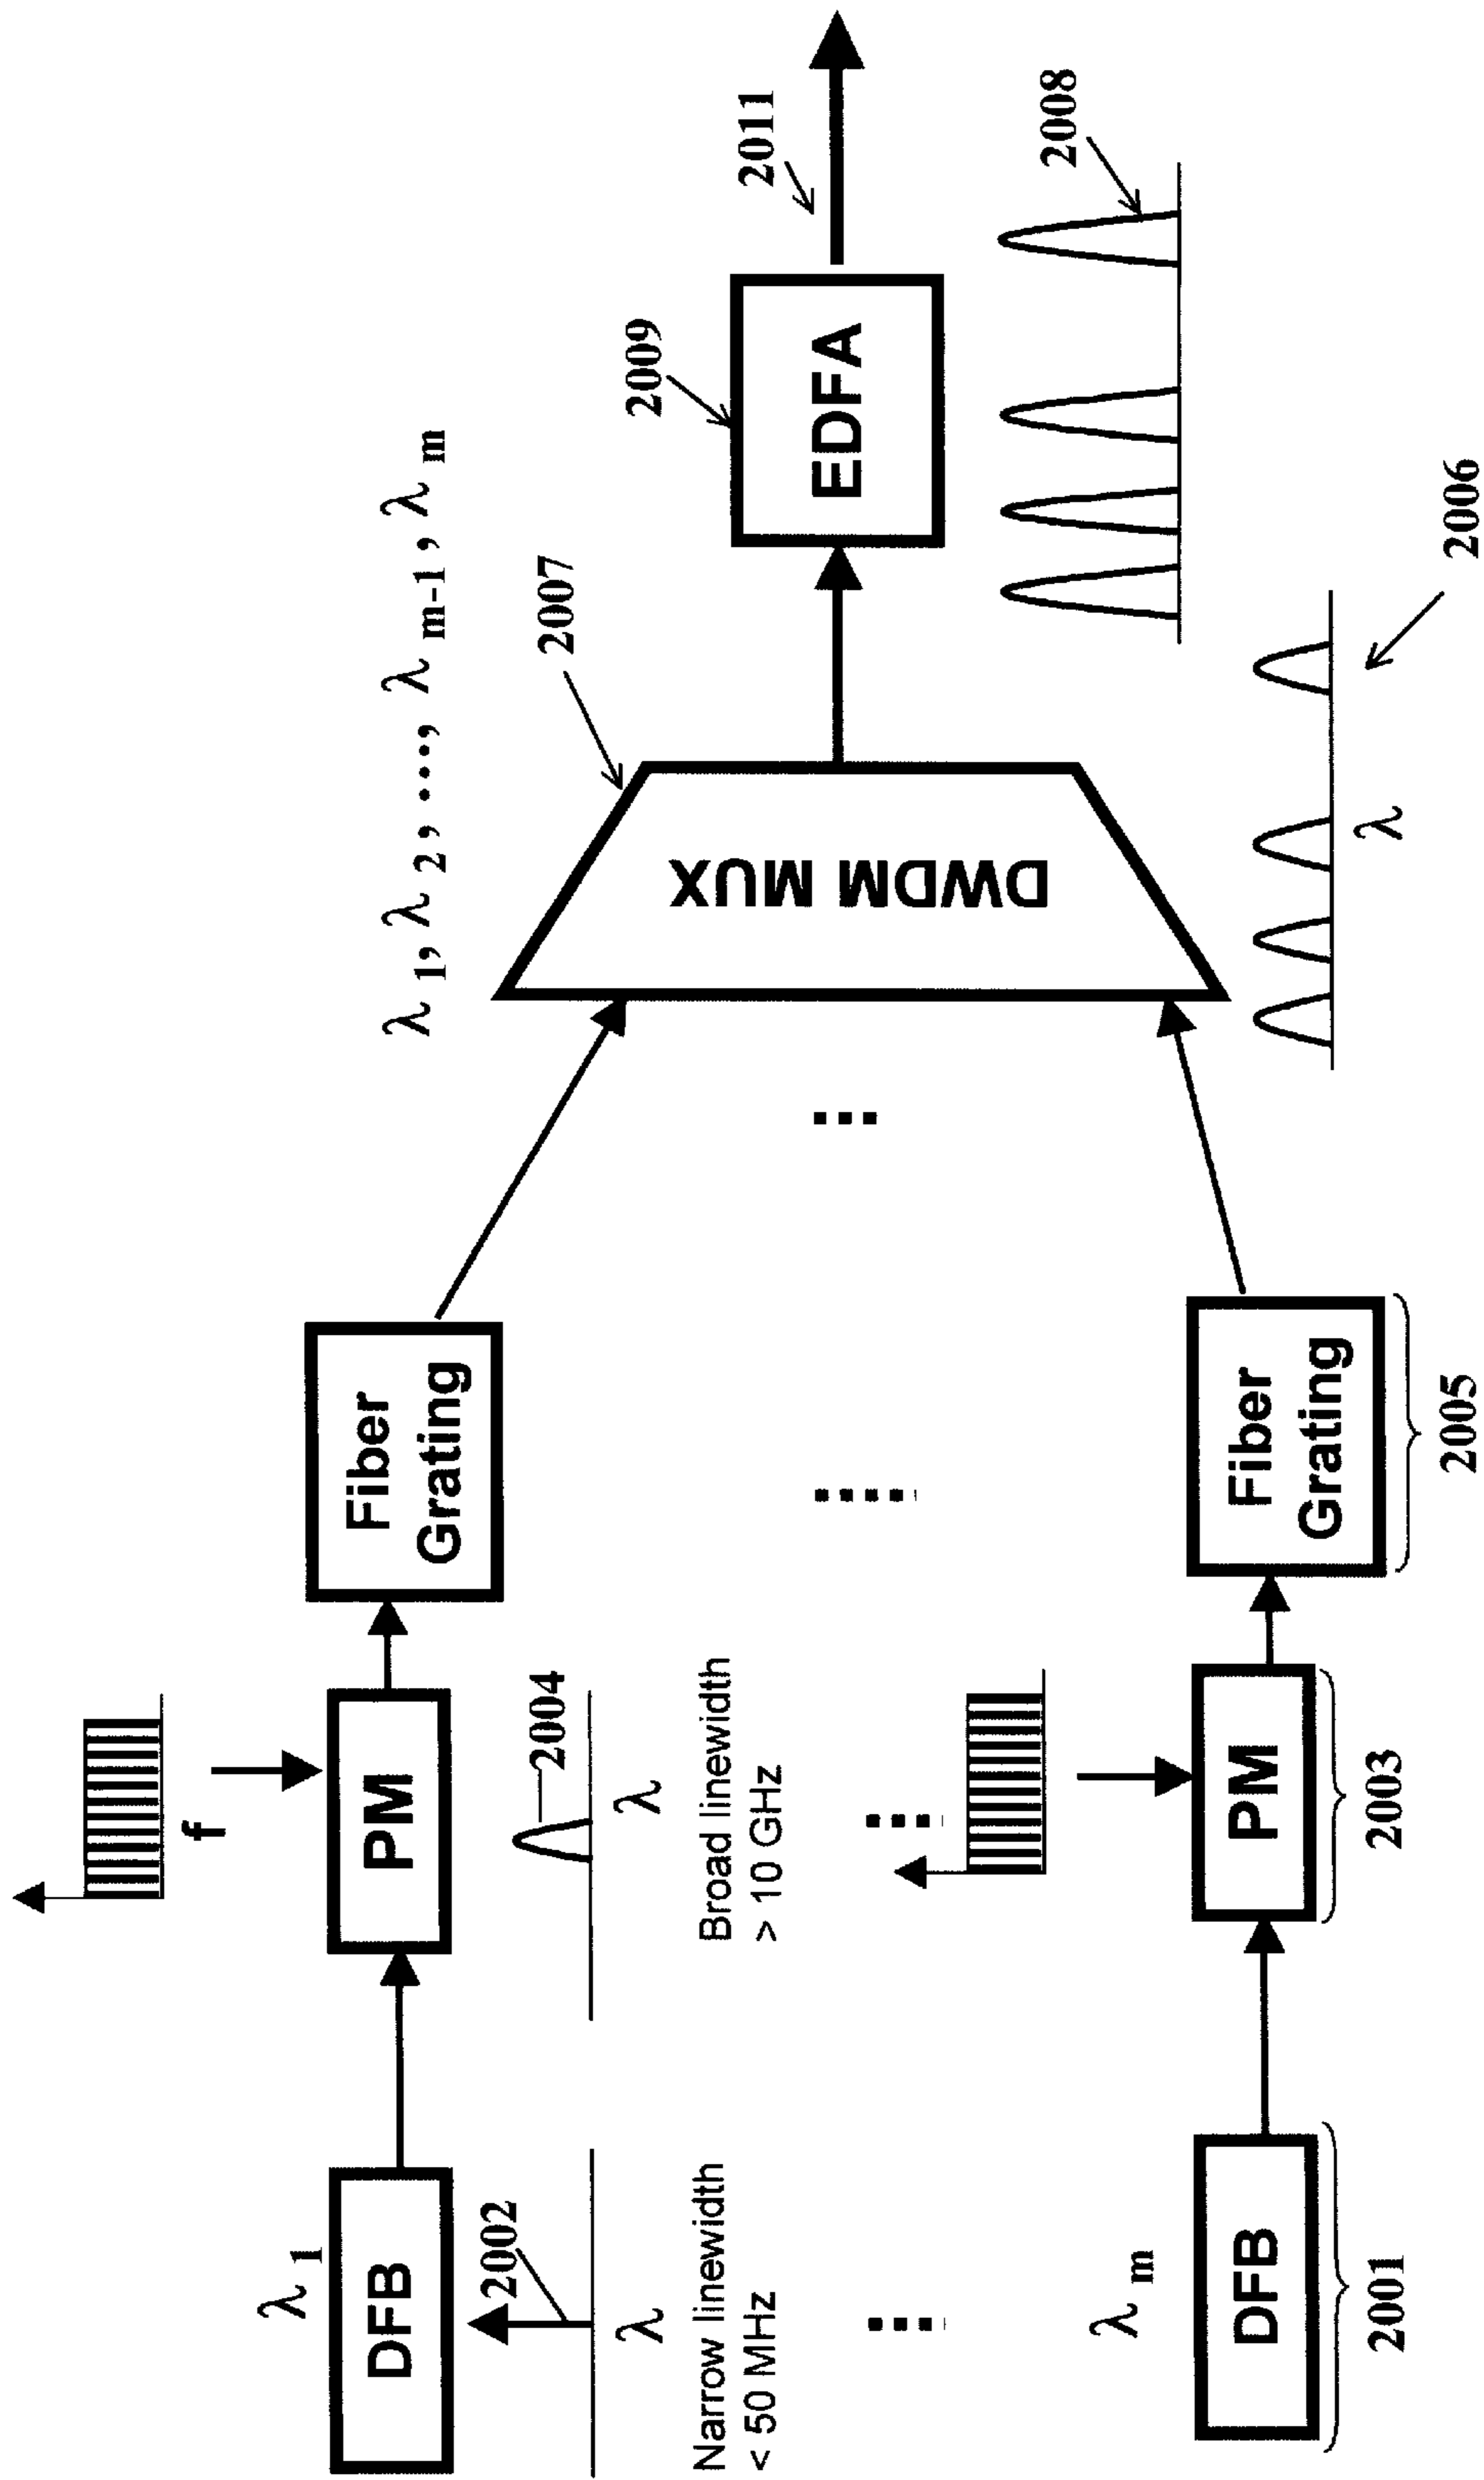 λ 1, λ 2, ..., λ m-1, λ m
λ 1
f
2007
2009
2011
DFB
PM
Fiber
Grating
DWDM MUX
EDFA
2002
2004
λ
λ
Narrow linewidth
< 50 MHz
Broad linewidth
> 10 GHz
2008
λ m
DFB
PM
Fiber
Grating
λ
2001
2003
2005
2006